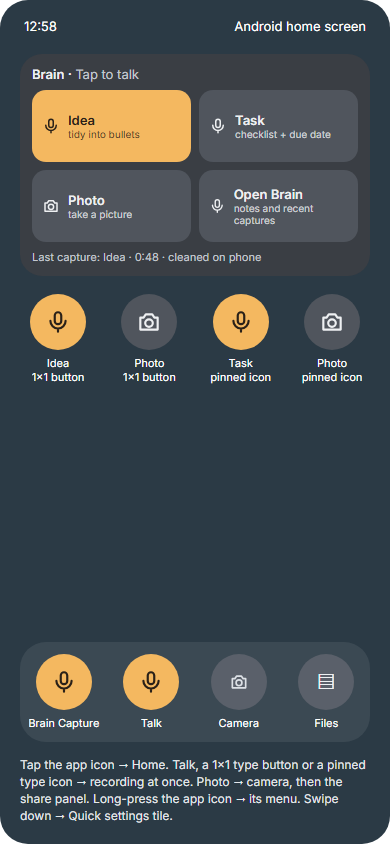 12:58
Android home screen
Brain · Tap to talk
Idea
tidy into bullets
Task
checklist + due date
Photo
take a picture
Open Brain
notes and recent
captures
Last capture: Idea · 0:48 · cleaned on phone
Idea
1×1 button
Photo
1×1 button
Task
pinned icon
Photo
pinned icon
Brain Capture
Talk
Camera
Files
Tap the app icon → Home. Talk, a 1×1 type button or a pinned
type icon → recording at once. Photo → camera, then the
share panel. Long-press the app icon → its menu. Swipe
down → Quick settings tile.